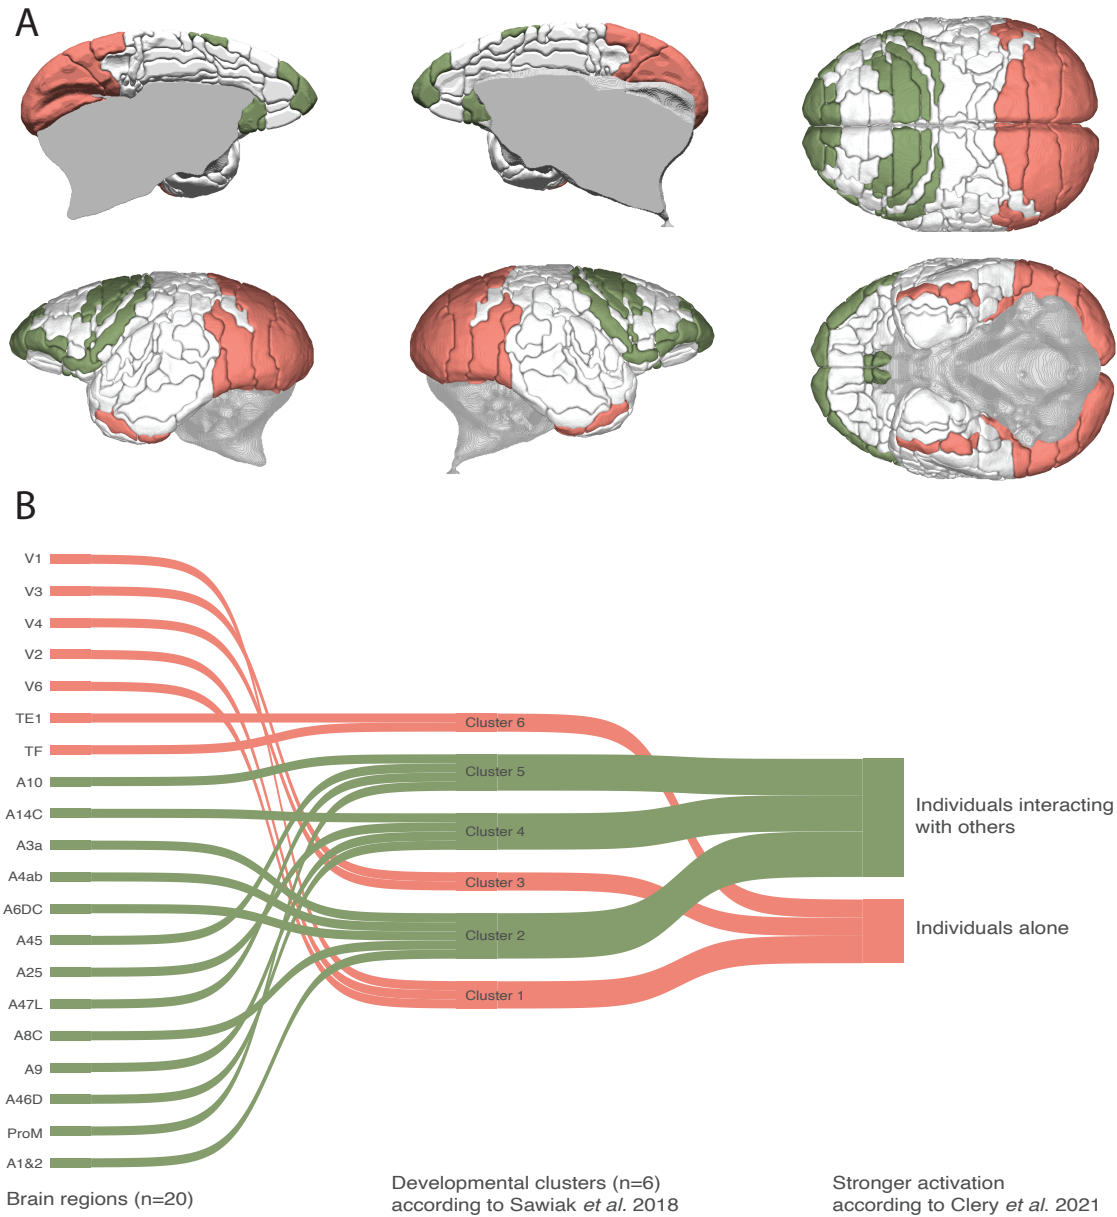 A
B
V1
V3
V4
V2
V6
TE1
TF
A10
A14C
A3a
A4ab
A6DC
A45
A25
A47L
A8C
A9
A46D
ProM
A1&2
Cluster 6
Cluster 5
Cluster 4
Cluster 3
Cluster 2
Cluster 1
Individuals interacting
with others
Individuals alone
Brain regions (n=20)
Developmental clusters (n=6)
according to Sawiak et al. 2018
Stronger activation
according to Clery et al. 2021